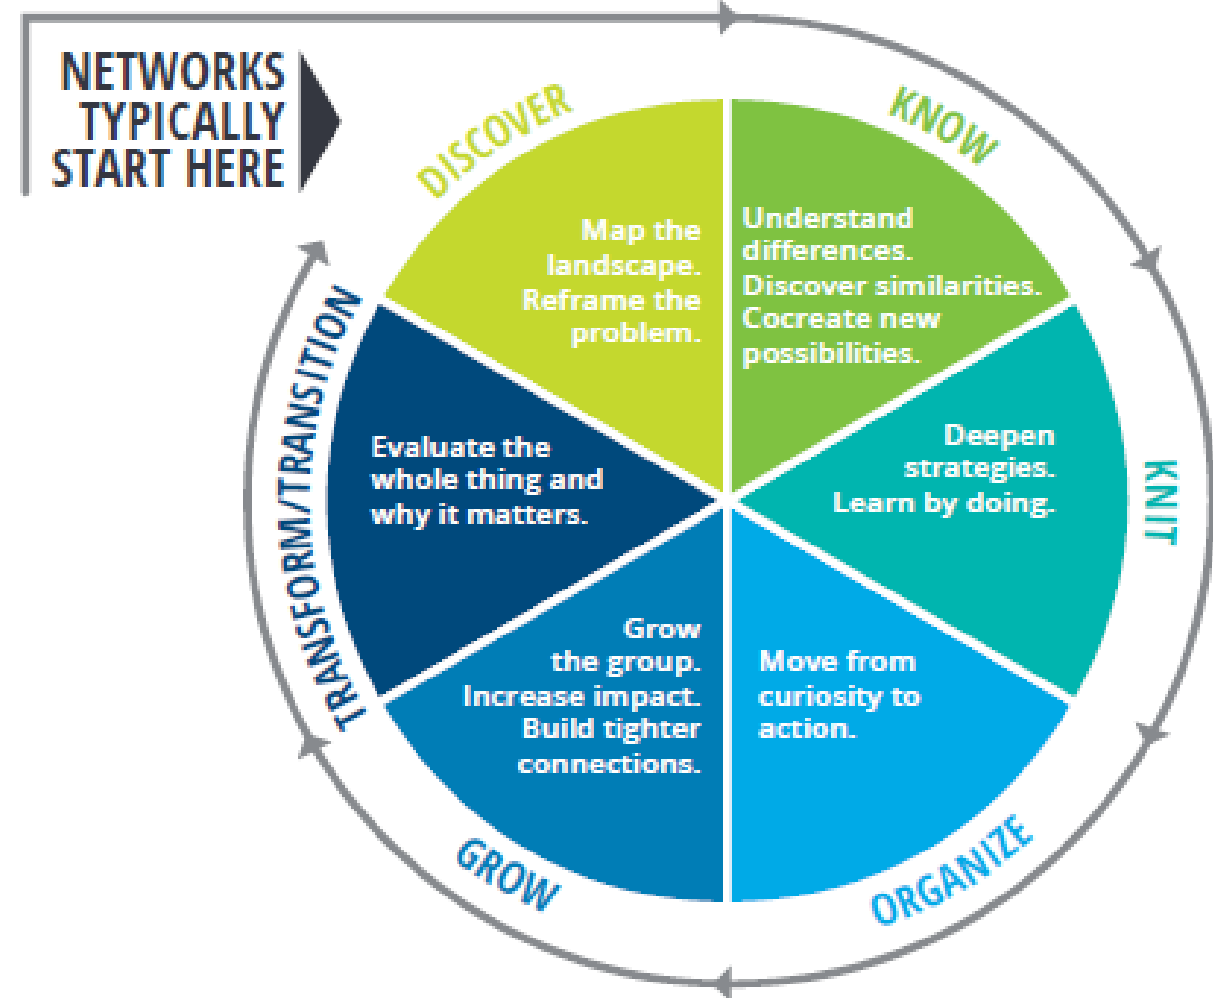 NETWORKS
TYPICALLY
START HERE
DISCOVER
Map the
landscape.
Reframe the
problem.
KNOW
Understand
differences.
Discover similarities.
Cocreate new
possibilities.
KNIT
Deepen
strategies.
Learn by doing.
ORGANIZE
Move from
curiosity to
action.
GROW
Grow
the group.
Increase impact.
Build tighter
connections.
TRANSFORM/TRANSITION
Evaluate the
whole thing and
why it matters.